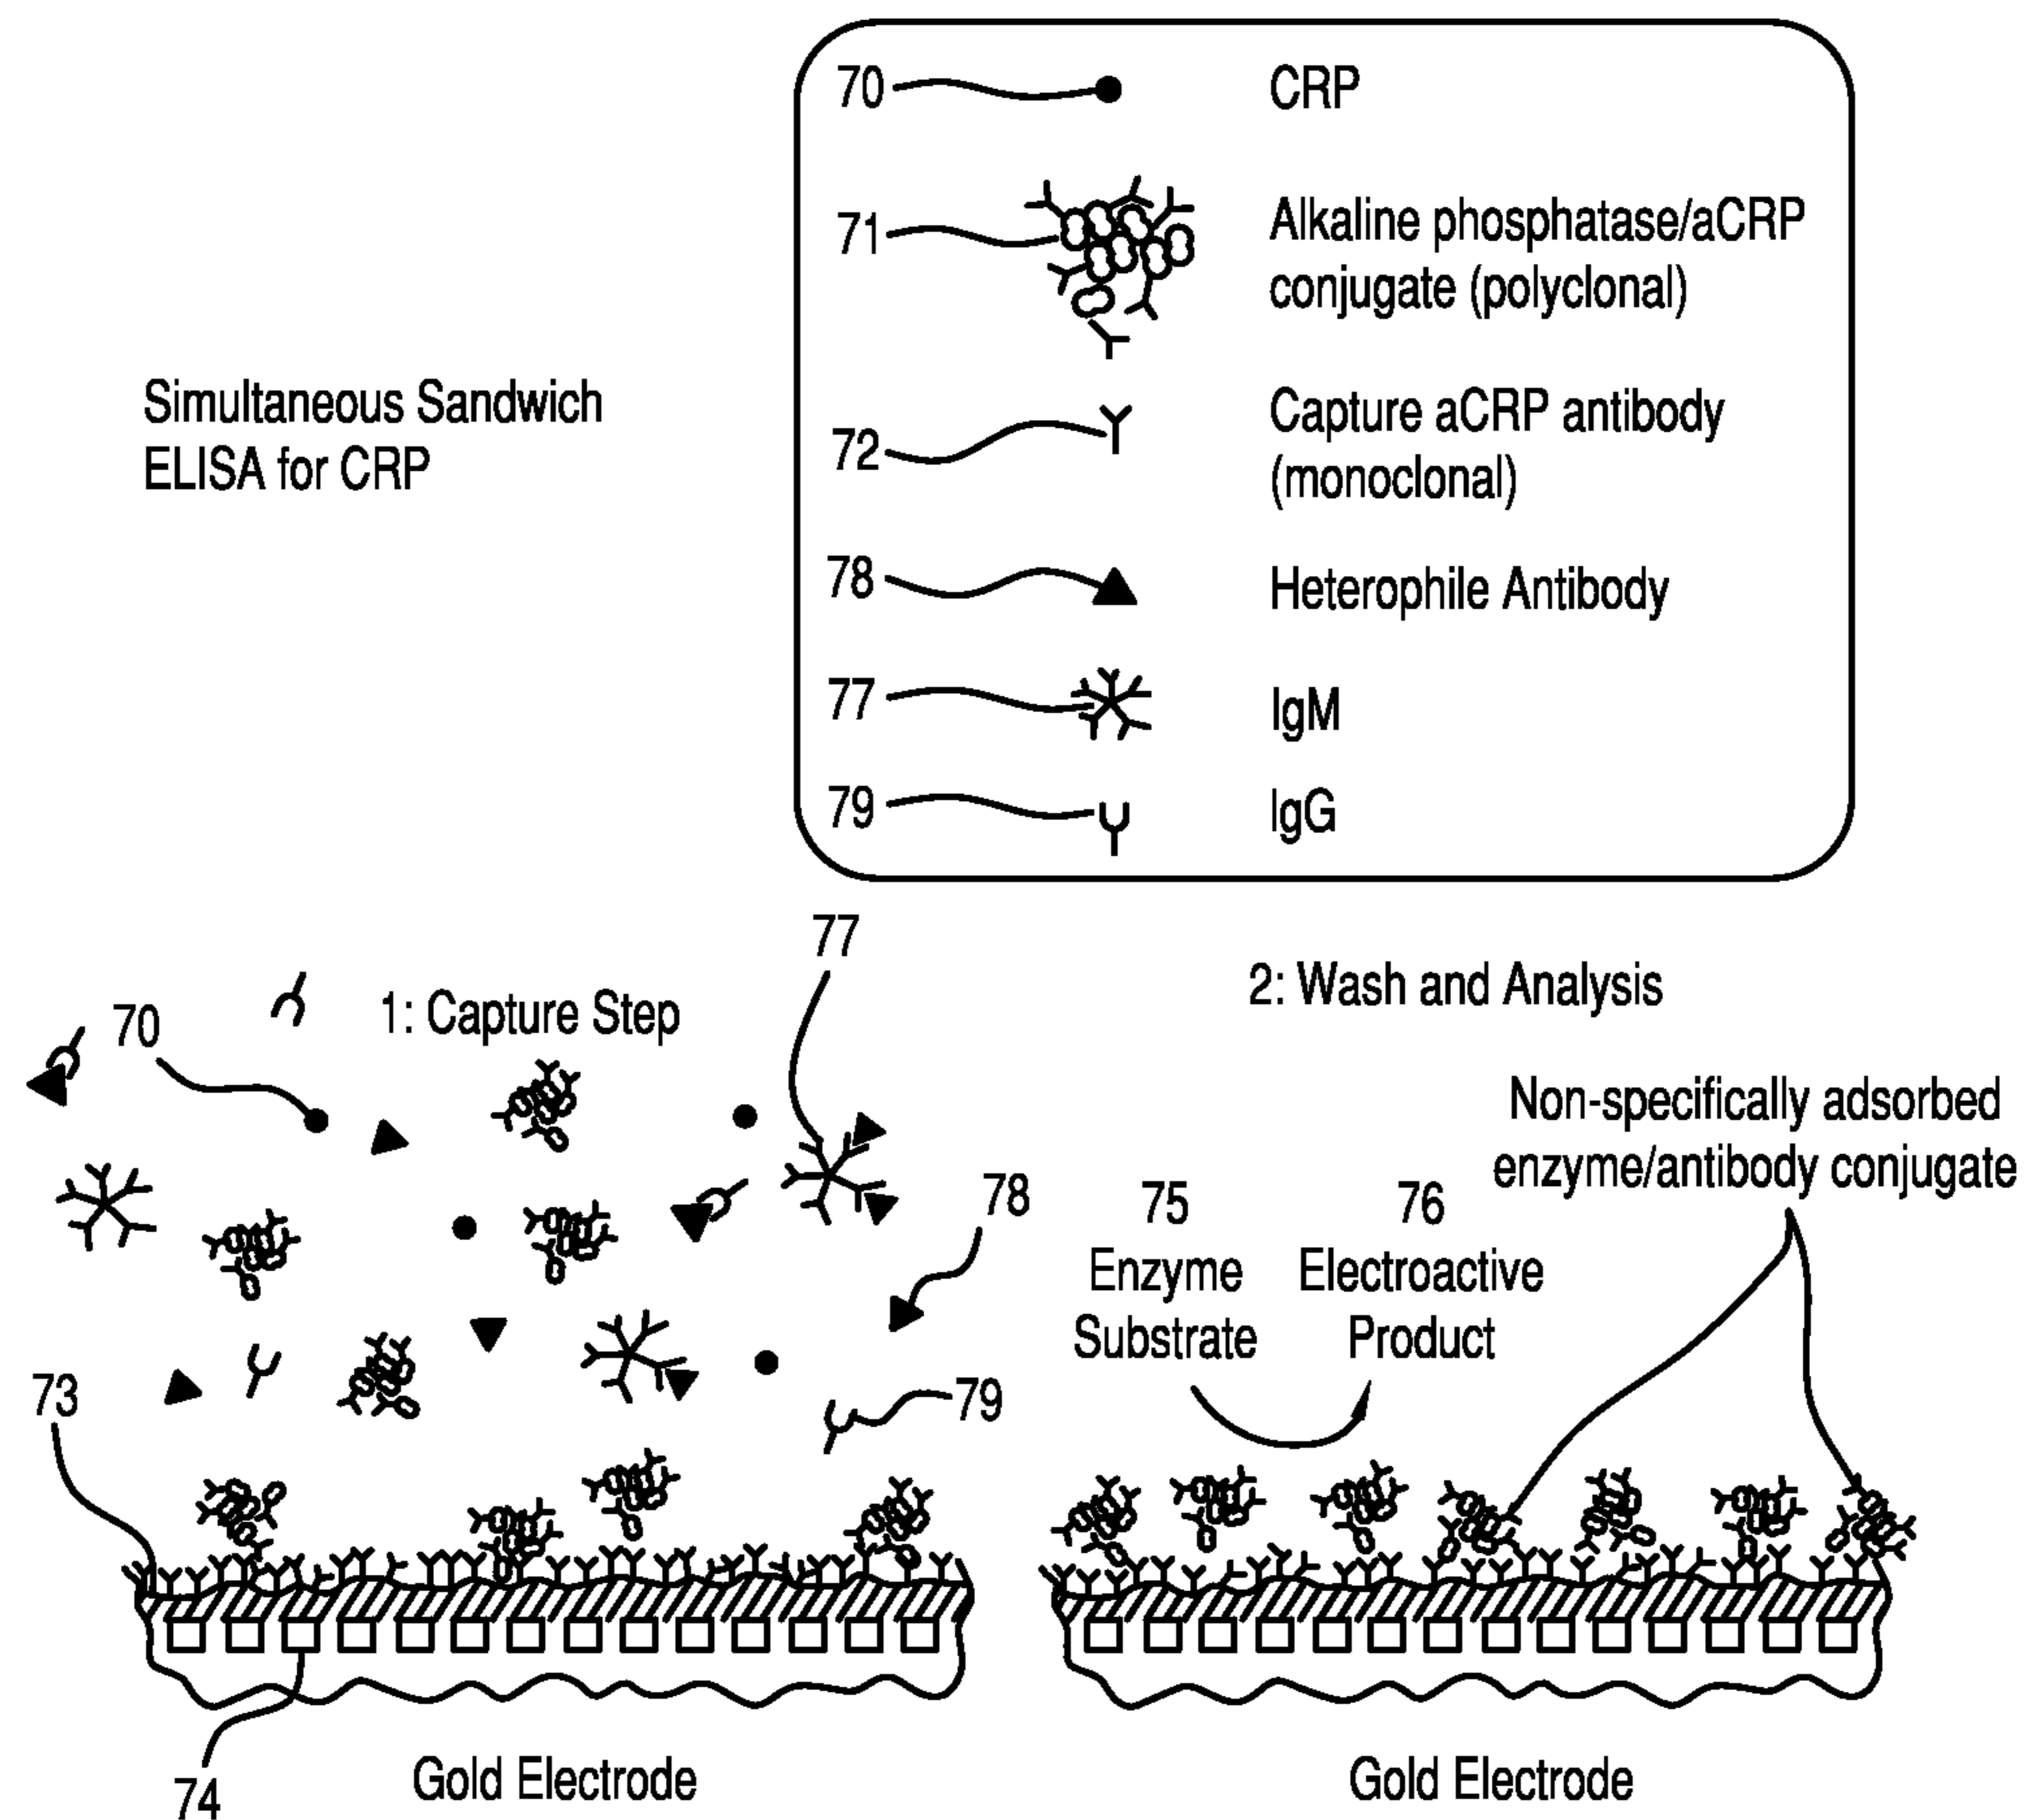 70 CRP
71 Alkaline phosphatase/aCRP
conjugate (polyclonal)
Simultaneous Sandwich
ELISA for CRP
72 Capture aCRP antibody
(monoclonal)
78 Heterophile Antibody
77 IgM
79 IgG
77
70 1: Capture Step
78
79
73
74
Gold Electrode
2: Wash and Analysis
Non-specifically adsorbed
enzyme/antibody conjugate
75
Enzyme
Substrate
76
Electroactive
Product
Gold Electrode